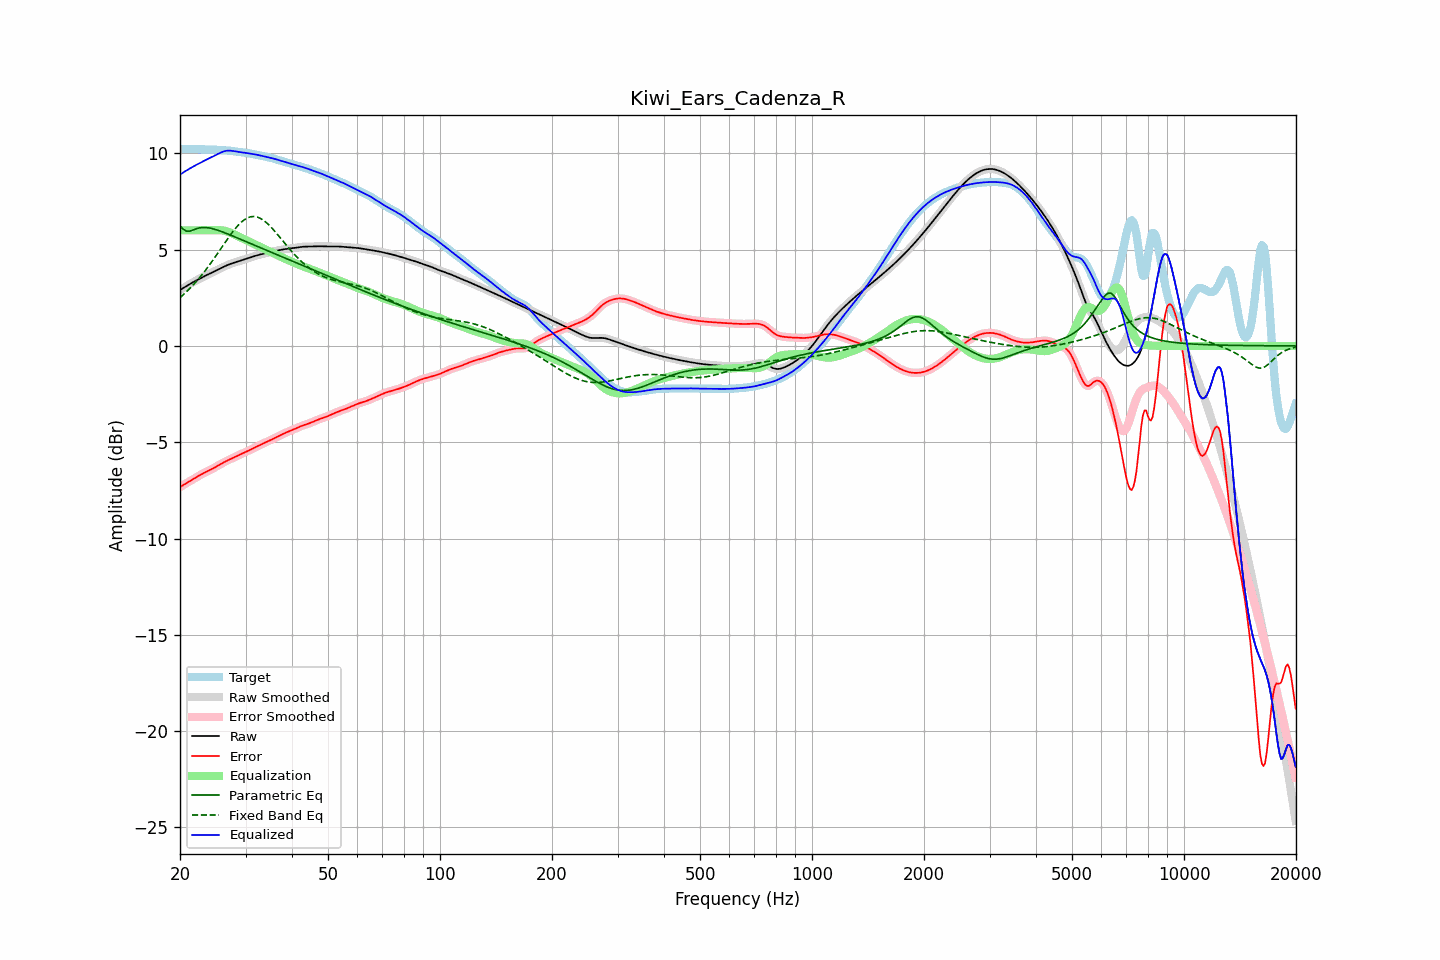 Kiwi_Ears_Cadenza_R
10
5
0
−5
−10
−15
−20
−25
Amplitude (dBr)
Target
Raw Smoothed
Error Smoothed
Raw
Error
Equalization
Parametric Eq
Fixed Band Eq
Equalized
20 50 100 200 500 1000 2000 5000 10000 20000
Frequency (Hz)